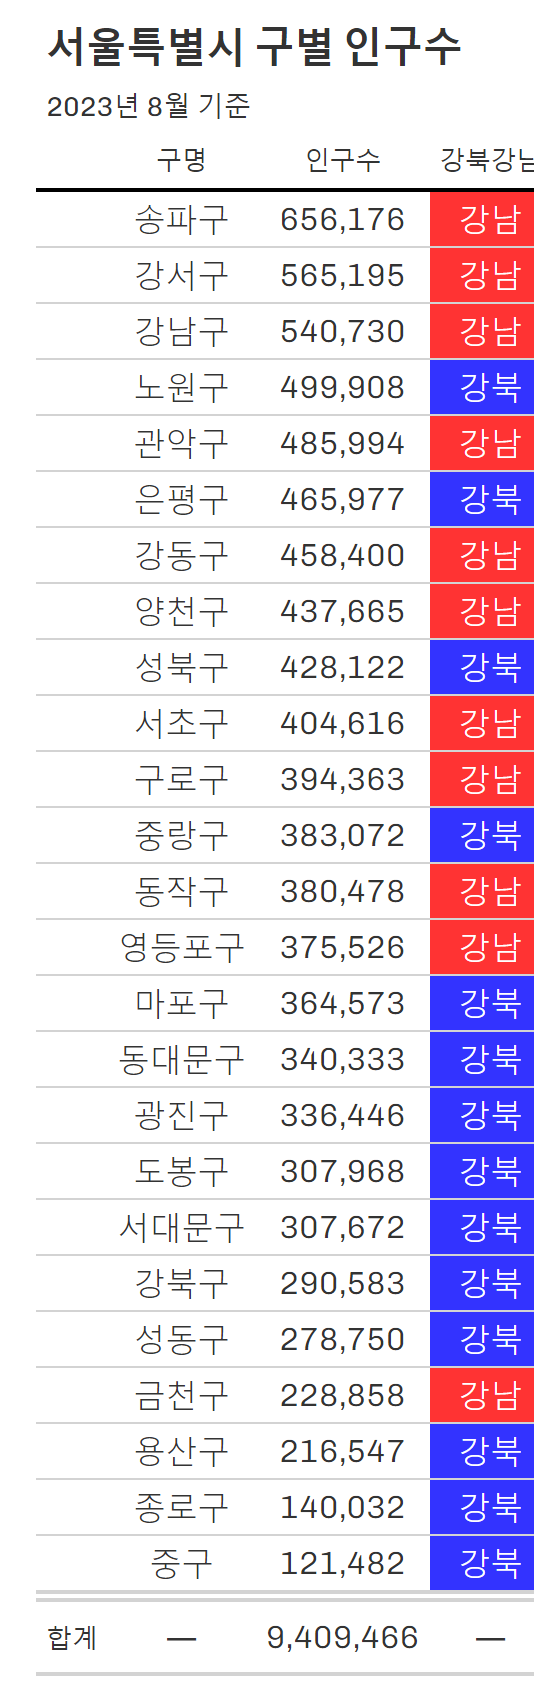 서울특별시 구별 인구수
2023년 8월 기준
구명 인구수 강북강남
송파구 656,176 강남
강서구 565,195 강남
강남구 540,730 강남
노원구 499,908 강북
관악구 485,994 강남
은평구 465,977 강북
강동구 458,400 강남
양천구 437,665 강남
성북구 428,122 강북
서초구 404,616 강남
구로구 394,363 강남
중랑구 383,072 강북
동작구 380,478 강남
영등포구 375,526 강남
마포구 364,573 강북
동대문구 340,333 강북
광진구 336,446 강북
도봉구 307,968 강북
서대문구 307,672 강북
강북구 290,583 강북
성동구 278,750 강북
금천구 228,858 강남
용산구 216,547 강북
종로구 140,032 강북
중구 121,482 강북
합계 — 9,409,466 —